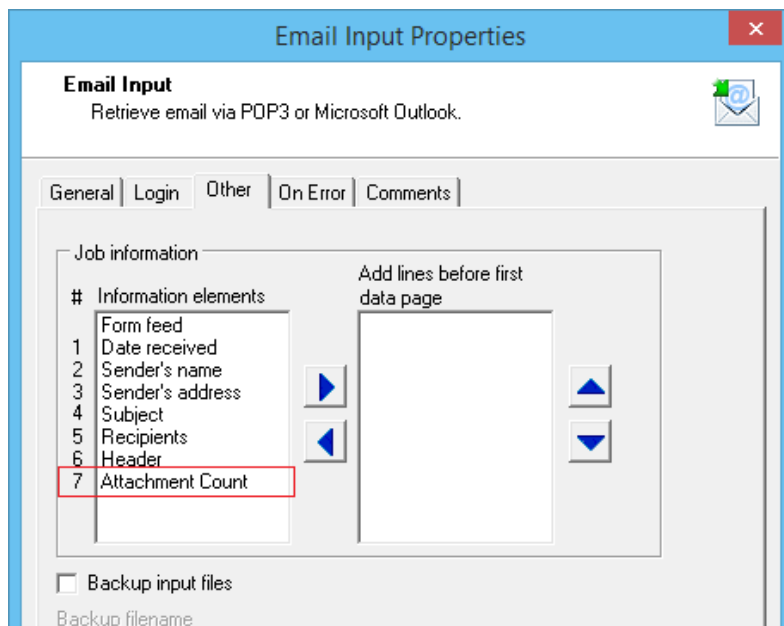 Email Input Properties
Email Input
Retrieve email via POP3 or Microsoft Outlook.
General Login Other On Error Comments
Job information
# Information elements
Add lines before first
data page
Form feed
1 Date received
2 Sender's name
3 Sender's address
4 Subject
5 Recipients
6 Header
7 Attachment Count
Backup input files
Backup filename